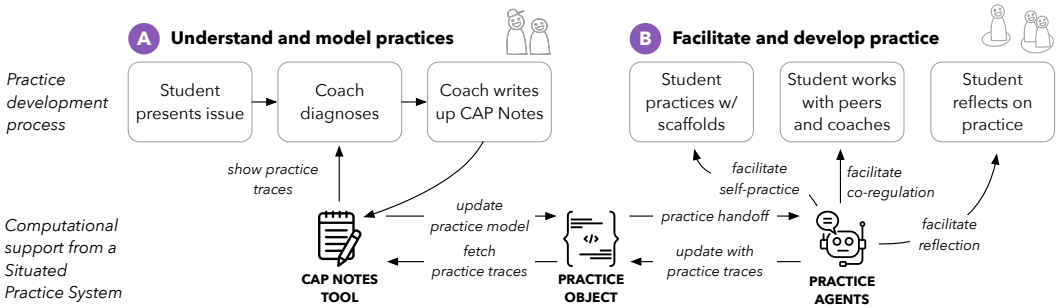 A Understand and model practices
B Facilitate and develop practice
Practice
development
process
Student
presents issue
Coach
diagnoses
Coach writes
up CAP Notes
Student
practices w/
scaffolds
Student works
with peers
and coaches
Student
reflects on
practice
show practice
traces
facilitate
self-practice
facilitate
co-regulation
facilitate
reflection
Computational
support from a
Situated
Practice System
update
practice model
fetch
practice traces
</>
practice handoff
update with
practice traces
CAP NOTES
TOOL
PRACTICE
OBJECT
PRACTICE
AGENTS